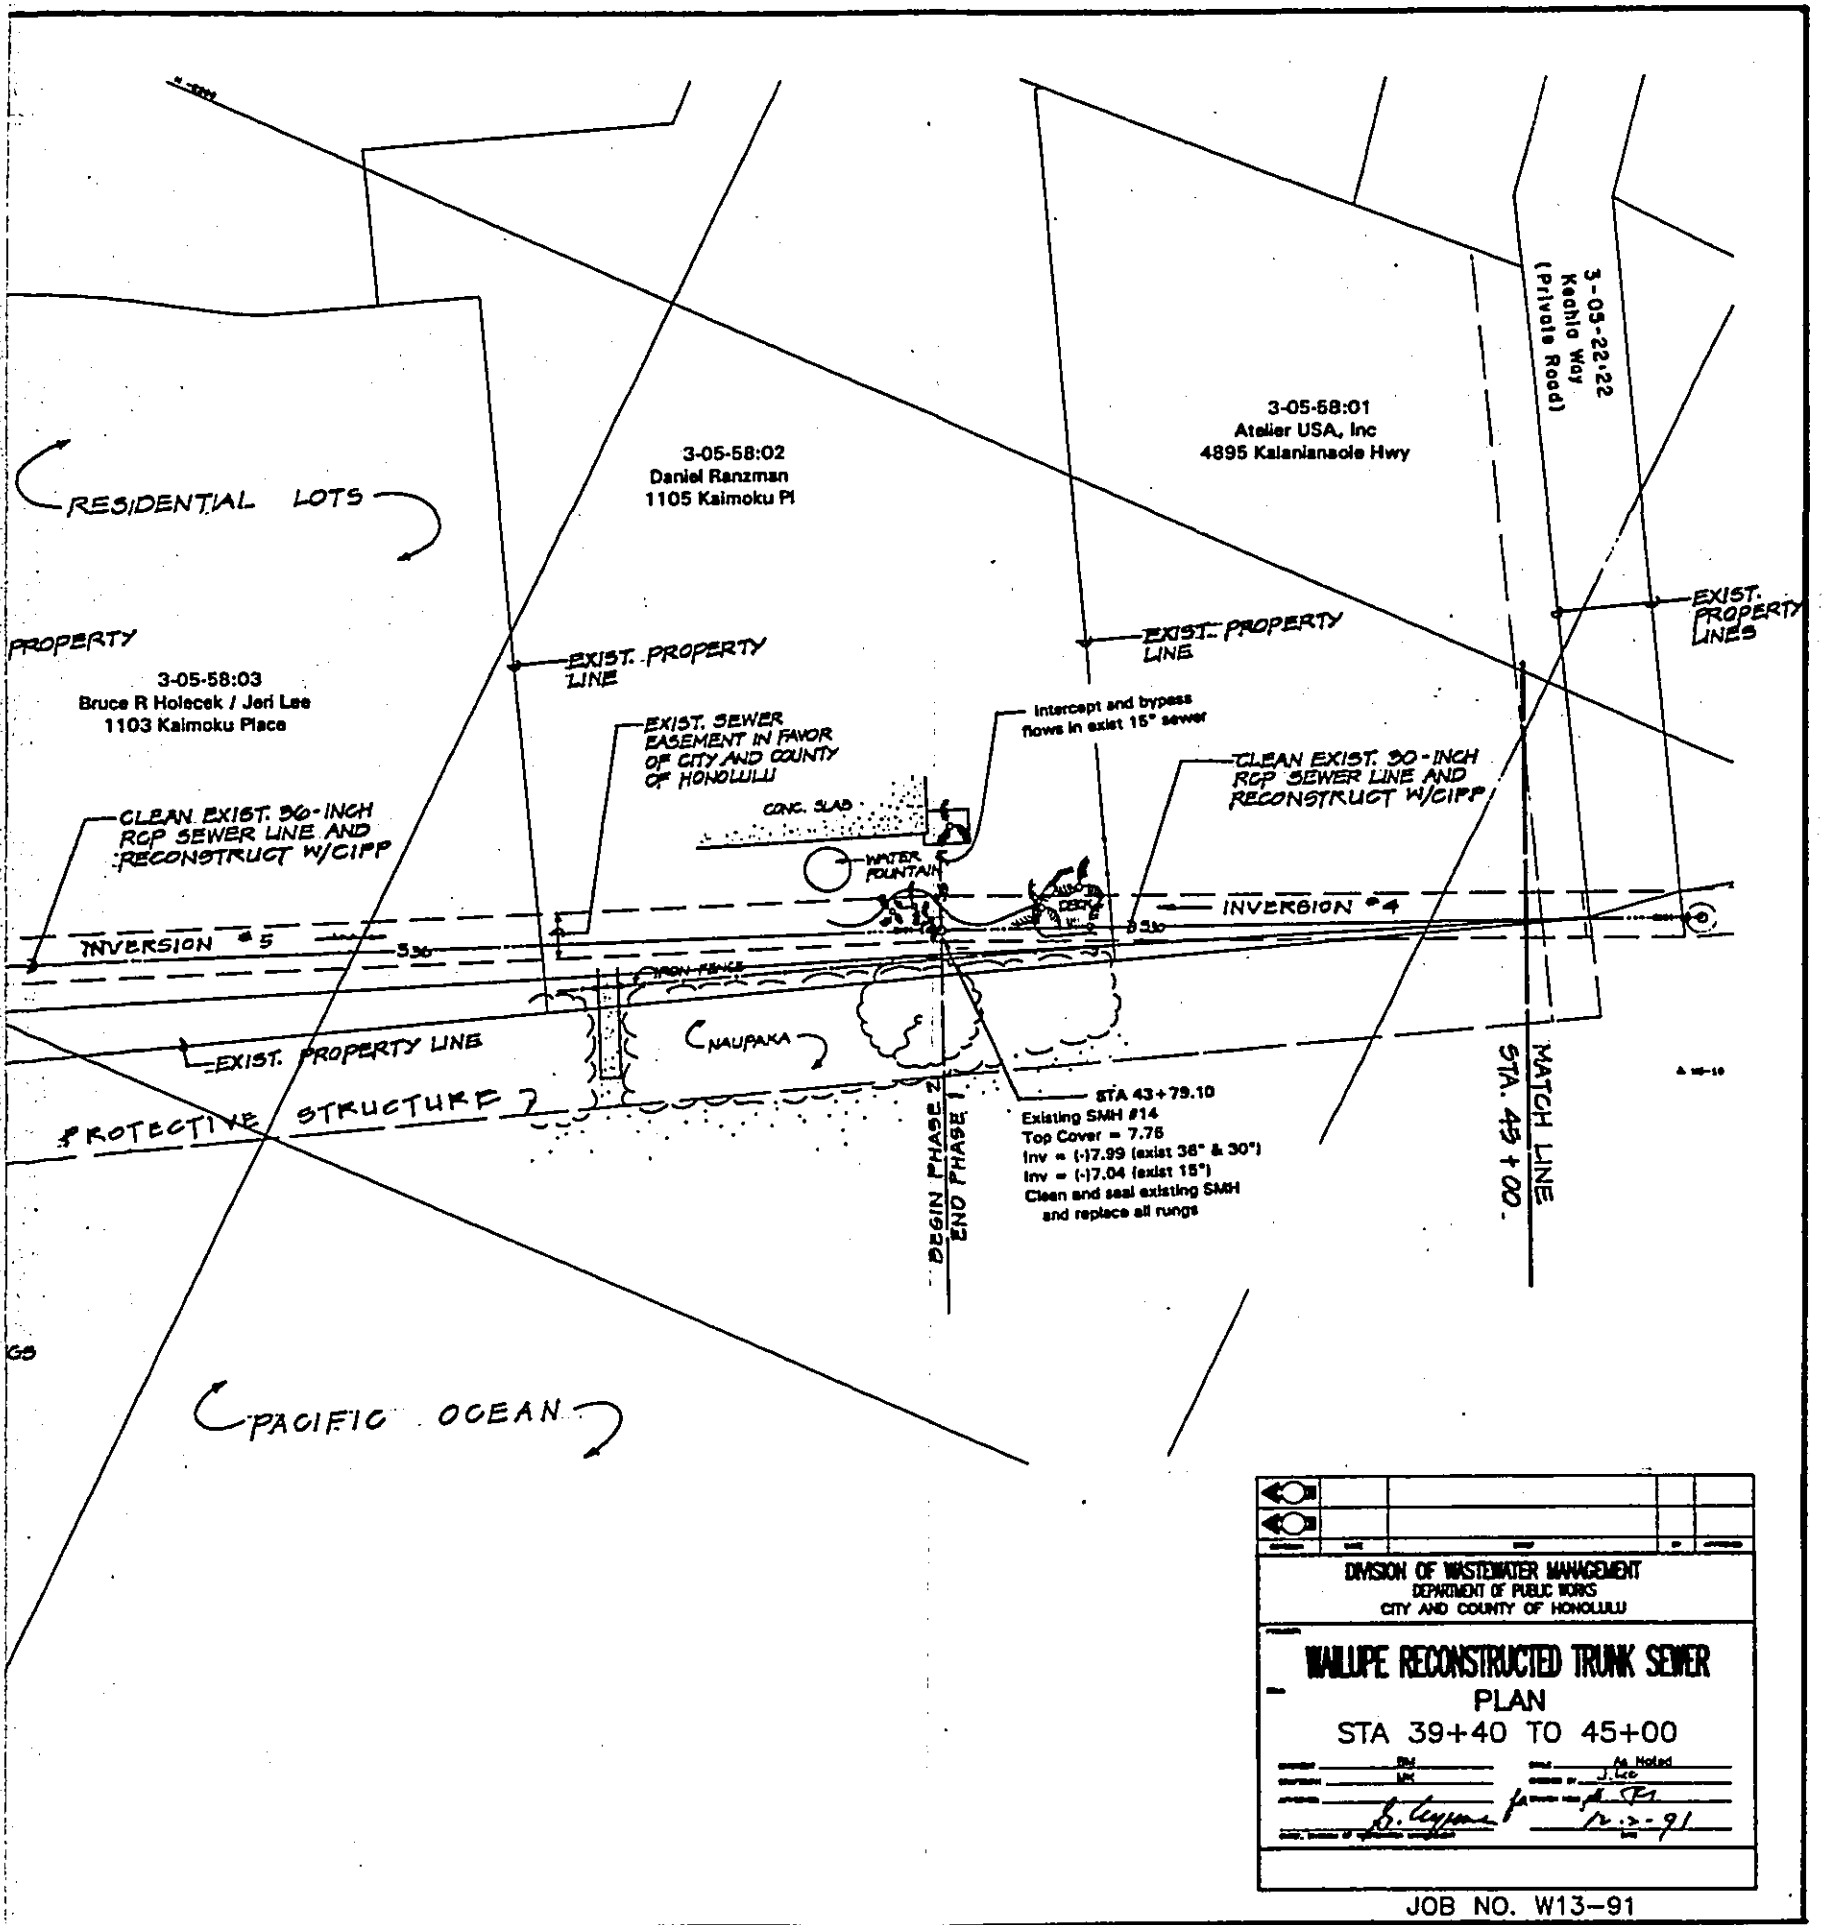 3-05-22:22
Keahlo Way
(Private Road)
3-05-58:01
Atelier USA, Inc
4895 Kalanianaole Hwy
3-05-58:02
Daniel Ranzman
1105 Kaimoku Pl
RESIDENTIAL LOTS
EXIST.
PROPERTY
LINES
EXIST. PROPERTY
LINE
PROPERTY
EXIST. PROPERTY
LINE
3-05-58:03
Bruce R Holecek / Jeri Lee
1103 Kaimoku Place
Intercept and bypass
flows in exist 15" sewer
EXIST. SEWER
EASEMENT IN FAVOR
OF CITY AND COUNTY
OF HONOLULU
CLEAN EXIST. 30-INCH
RCP SEWER LINE AND
RECONSTRUCT W/CIPP
CONC. SLAB
CLEAN EXIST. 36-INCH
RCP SEWER LINE AND
RECONSTRUCT W/CIPP
WATER
FOUNTAIN
DECK
INVERSION #4
INVERSION #5
S36
S30
IRON FENCE
NAUPAKA
EXIST. PROPERTY LINE
PROTECTIVE STRUCTURE
BEGIN PHASE 2
END PHASE 1
STA 43+79.10
Existing SMH #14
Top Cover = 7.76
Inv = (-)7.99 (exist 36" & 30")
Inv = (-)7.04 (exist 15")
Clean and seal existing SMH
and replace all rungs
MATCH LINE
STA. 45+00.
GS
PACIFIC OCEAN
DIVISION OF WASTEWATER MANAGEMENT
DEPARTMENT OF PUBLIC WORKS
CITY AND COUNTY OF HONOLULU
WAILUPE RECONSTRUCTED TRUNK SEWER
PLAN
STA 39+40 TO 45+00
As Noted
J. Lee
12-2-91
JOB NO. W13-91